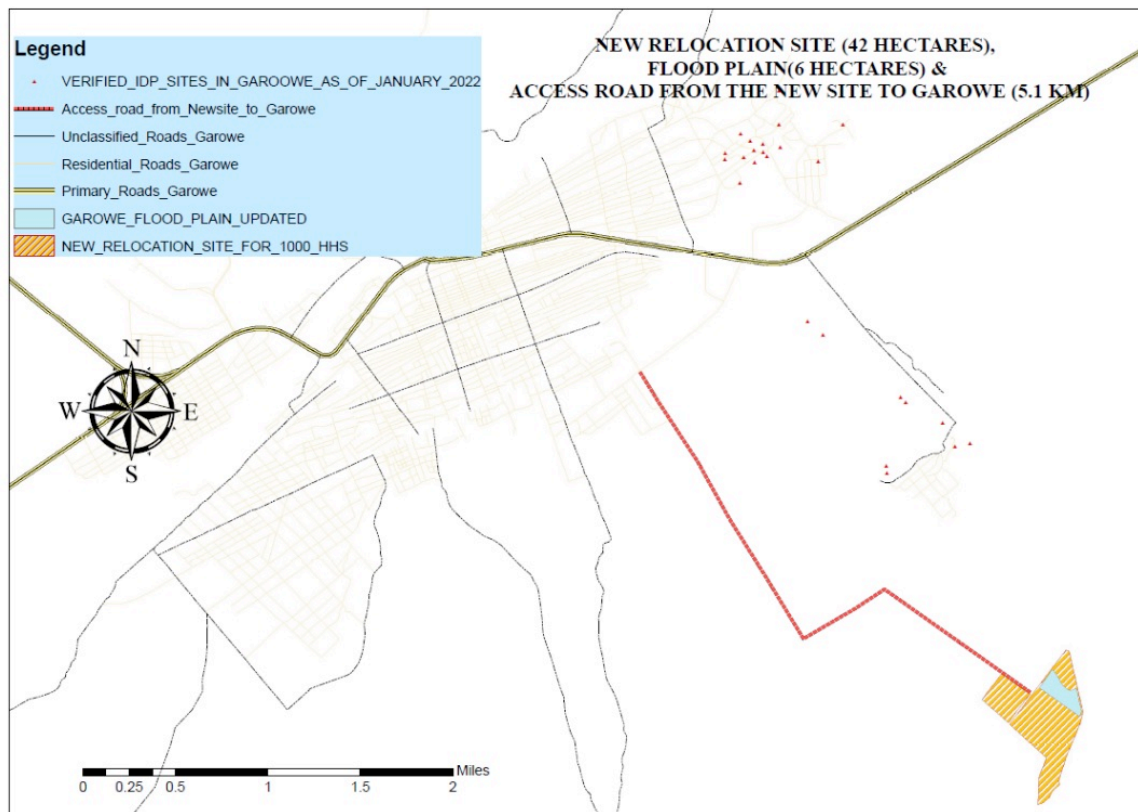 NEW RELOCATION SITE (42 HECTARES),
FLOOD PLAIN(6 HECTARES) &
ACCESS ROAD FROM THE NEW SITE TO GAROWE (5.1 KM)
Legend
VERIFIED_IDP_SITES_IN_GAROOWE_AS_OF_JANUARY_2022
Access_road_from_Newsite_to_Garowe
Unclassified_Roads_Garowe
Residential_Roads_Garowe
Primary_Roads_Garowe
GAROWE_FLOOD_PLAIN_UPDATED
NEW_RELOCATION_SITE_FOR_1000_HHS
N
W E
S
Miles
0 0.25 0.5 1 1.5 2